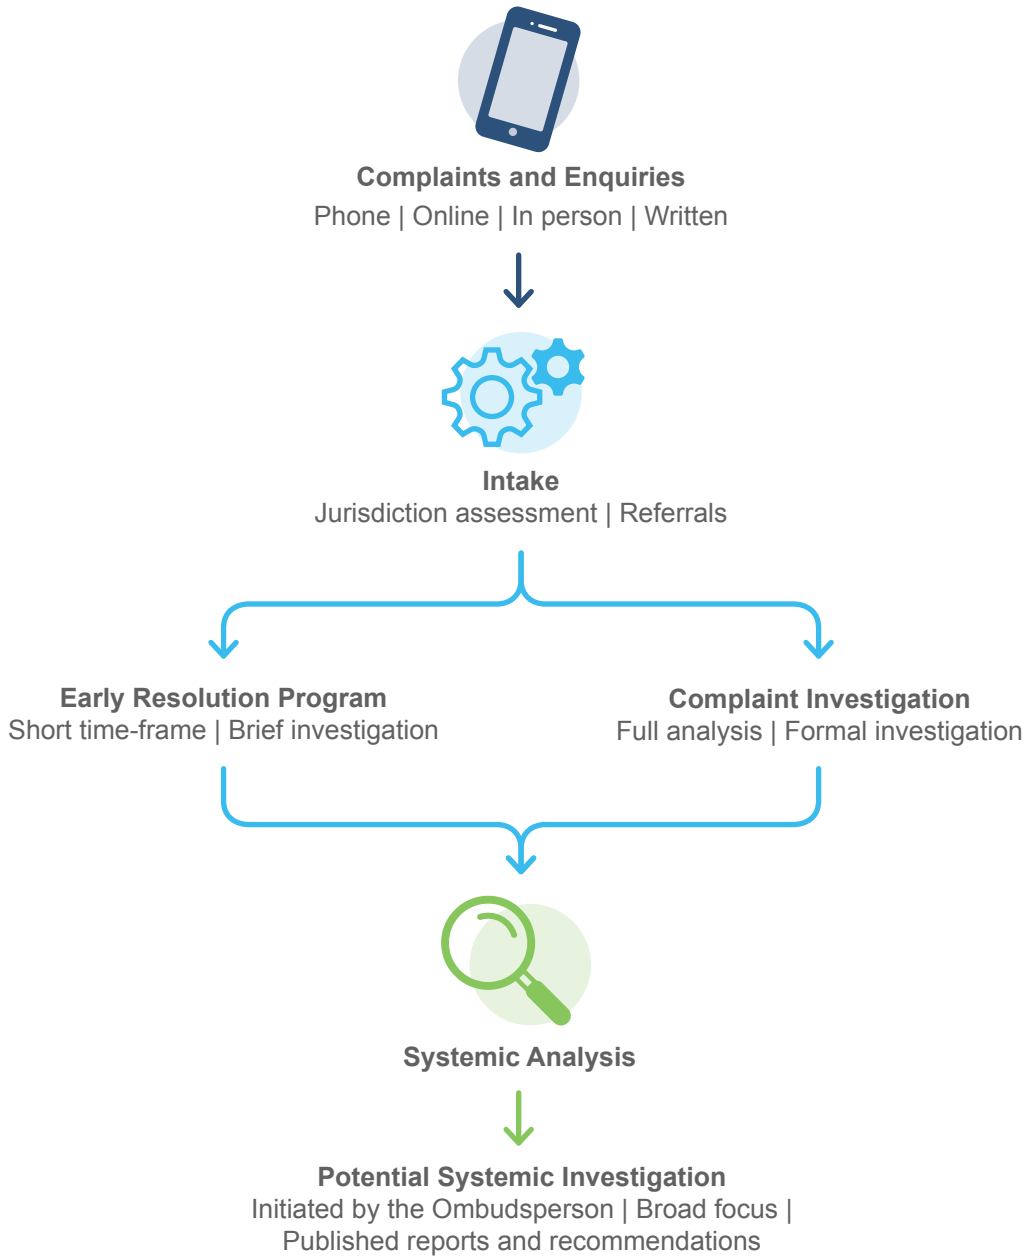 Complaints and Enquiries
Phone | Online | In person | Written
Intake
Jurisdiction assessment | Referrals
Early Resolution Program
Short time-frame | Brief investigation
Complaint Investigation
Full analysis | Formal investigation
Systemic Analysis
Potential Systemic Investigation
Initiated by the Ombudsperson | Broad focus |
Published reports and recommendations